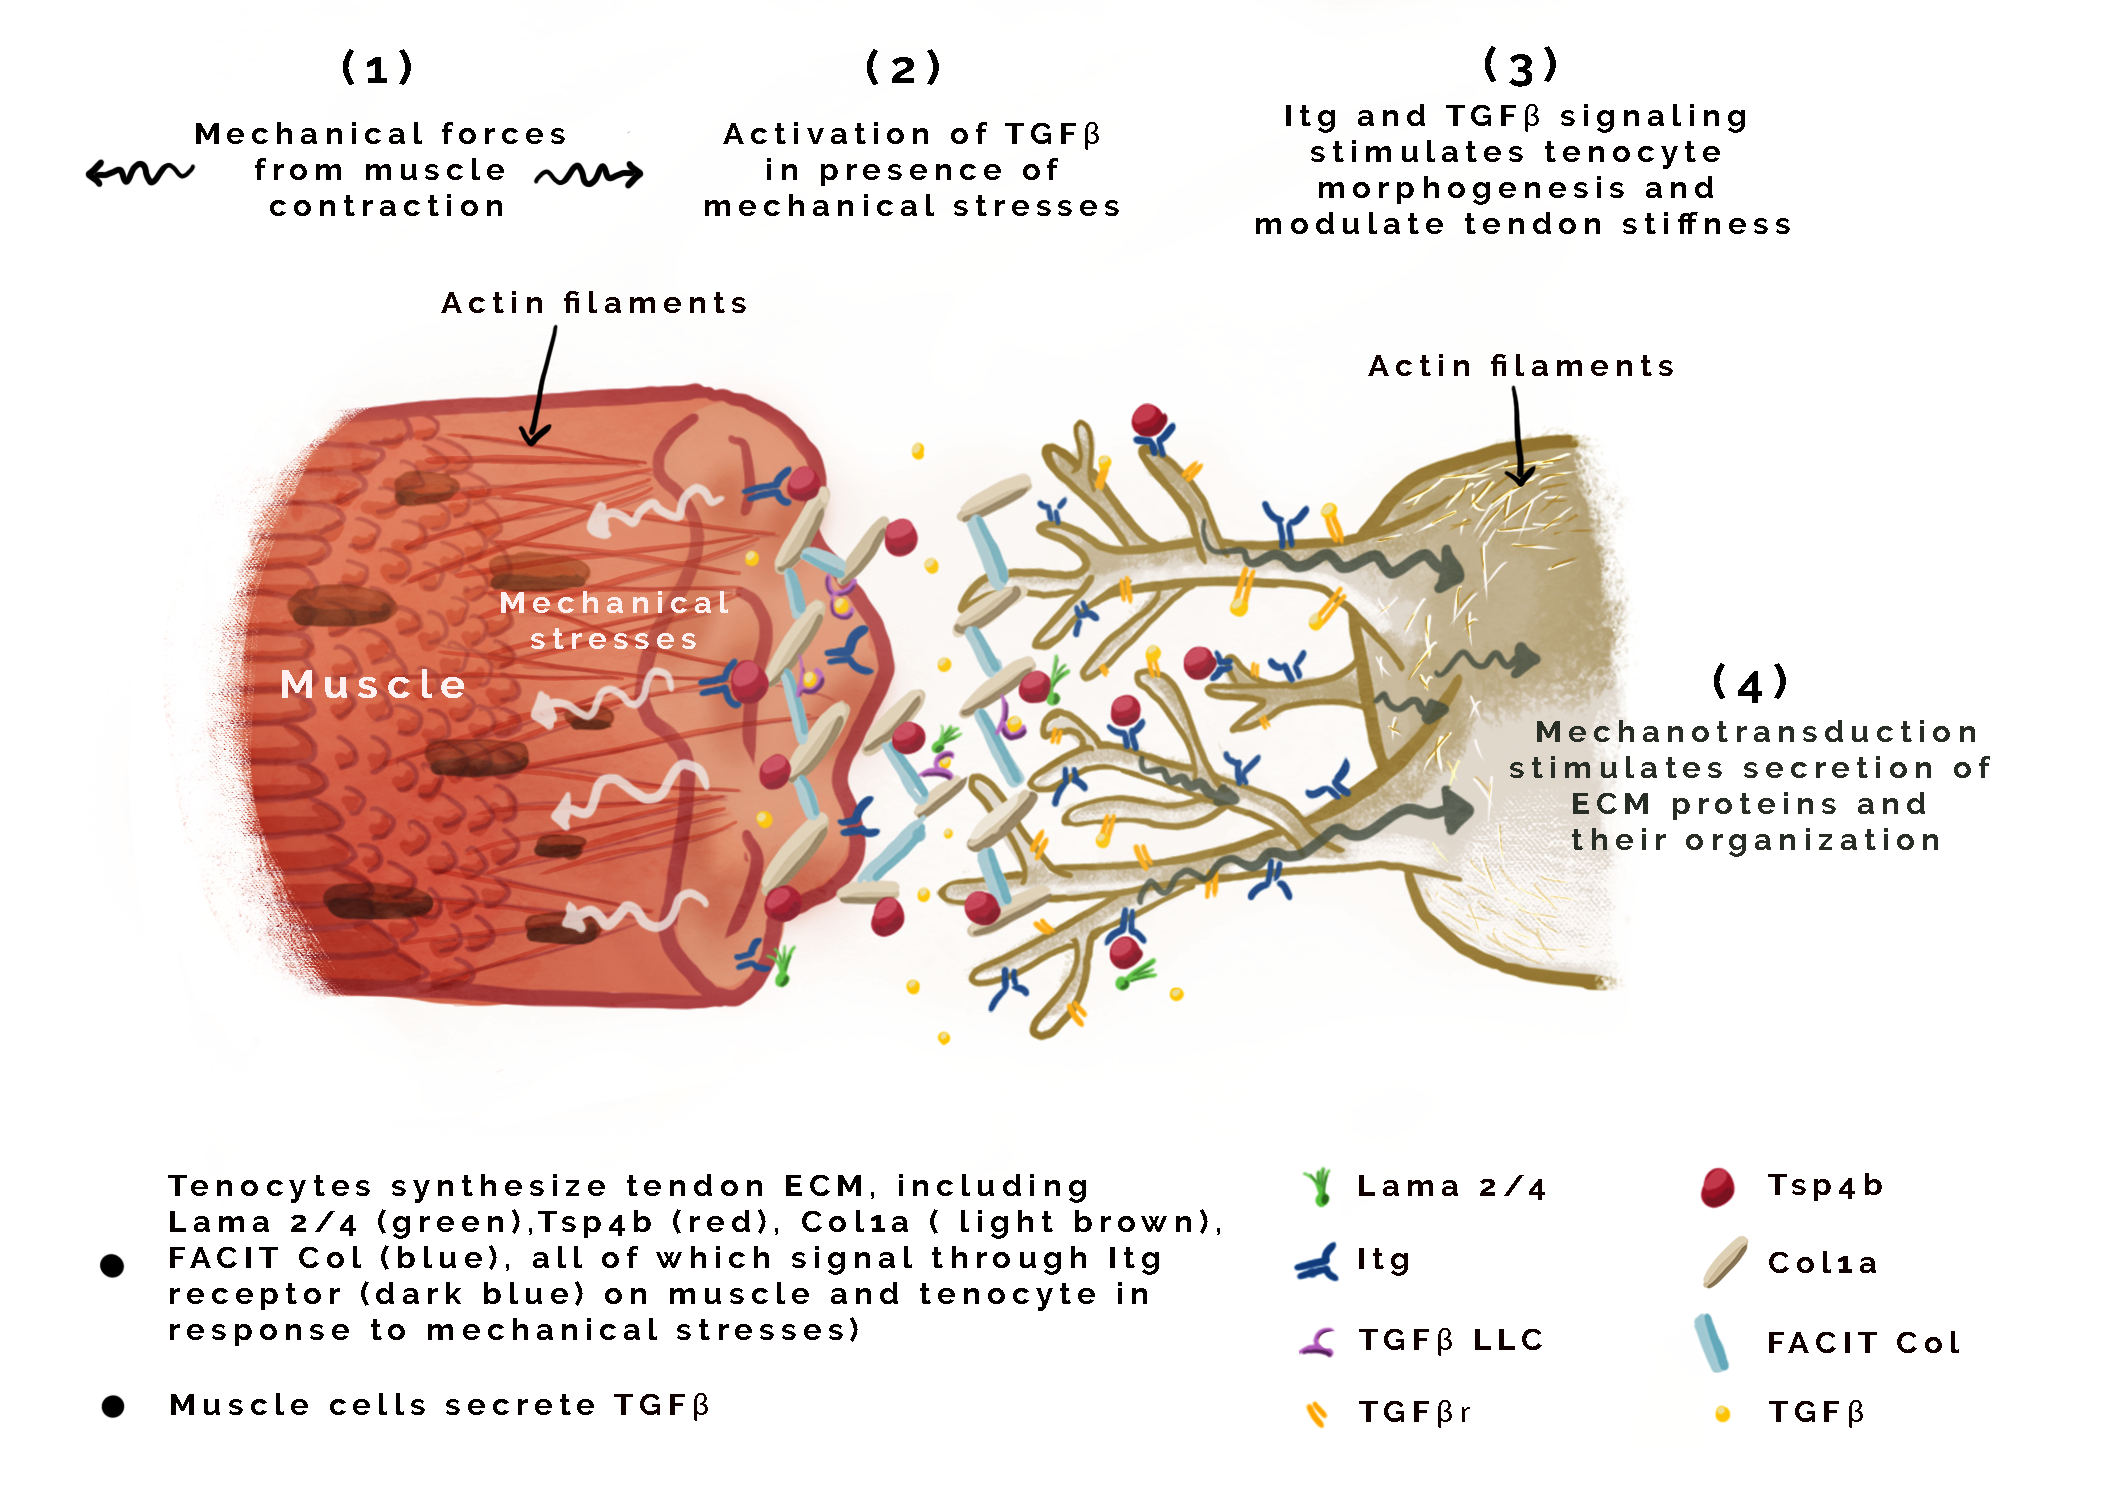 (1)
Mechanical forces
from muscle
contraction
(2)
Activation of TGFβ
in presence of
mechanical stresses
(3)
Itg and TGFβ signaling
stimulates tenocyte
morphogenesis and
modulate tendon stiffness
Actin filaments
Actin filaments
Mechanical
stresses
Muscle
(4)
Mechanotransduction
stimulates secretion of
ECM proteins and
their organization
Tenocytes synthesize tendon ECM, including
Lama 2/4 (green),Tsp4b (red), Col1a ( light brown),
● FACIT Col (blue), all of which signal through Itg
receptor (dark blue) on muscle and tenocyte in
response to mechanical stresses)
● Muscle cells secrete TGFβ
Lama 2/4
Itg
TGFβ LLC
TGFβr
Tsp4b
Col1a
FACIT Col
TGFβ